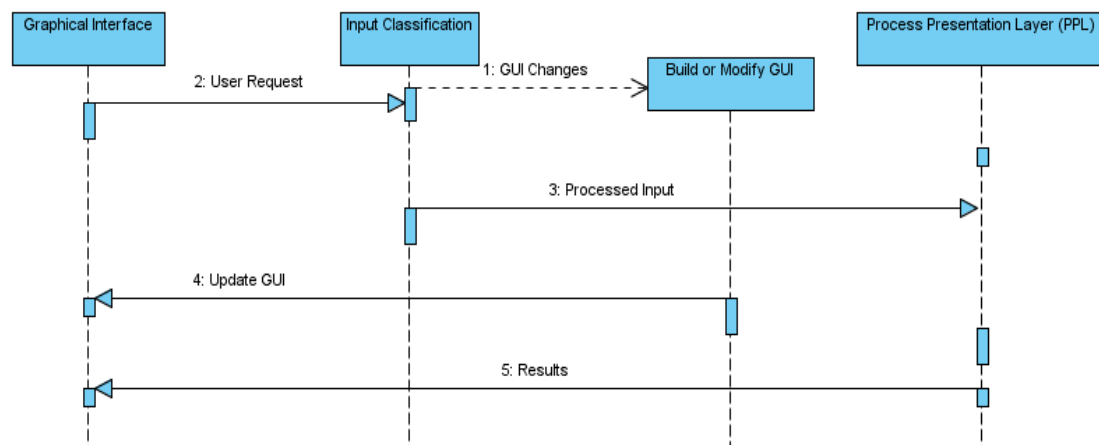 Graphical Interface
Input Classification
Process Presentation Layer (PPL)
1: GUI Changes
Build or Modify GUI
2: User Request
3: Processed Input
4: Update GUI
5: Results